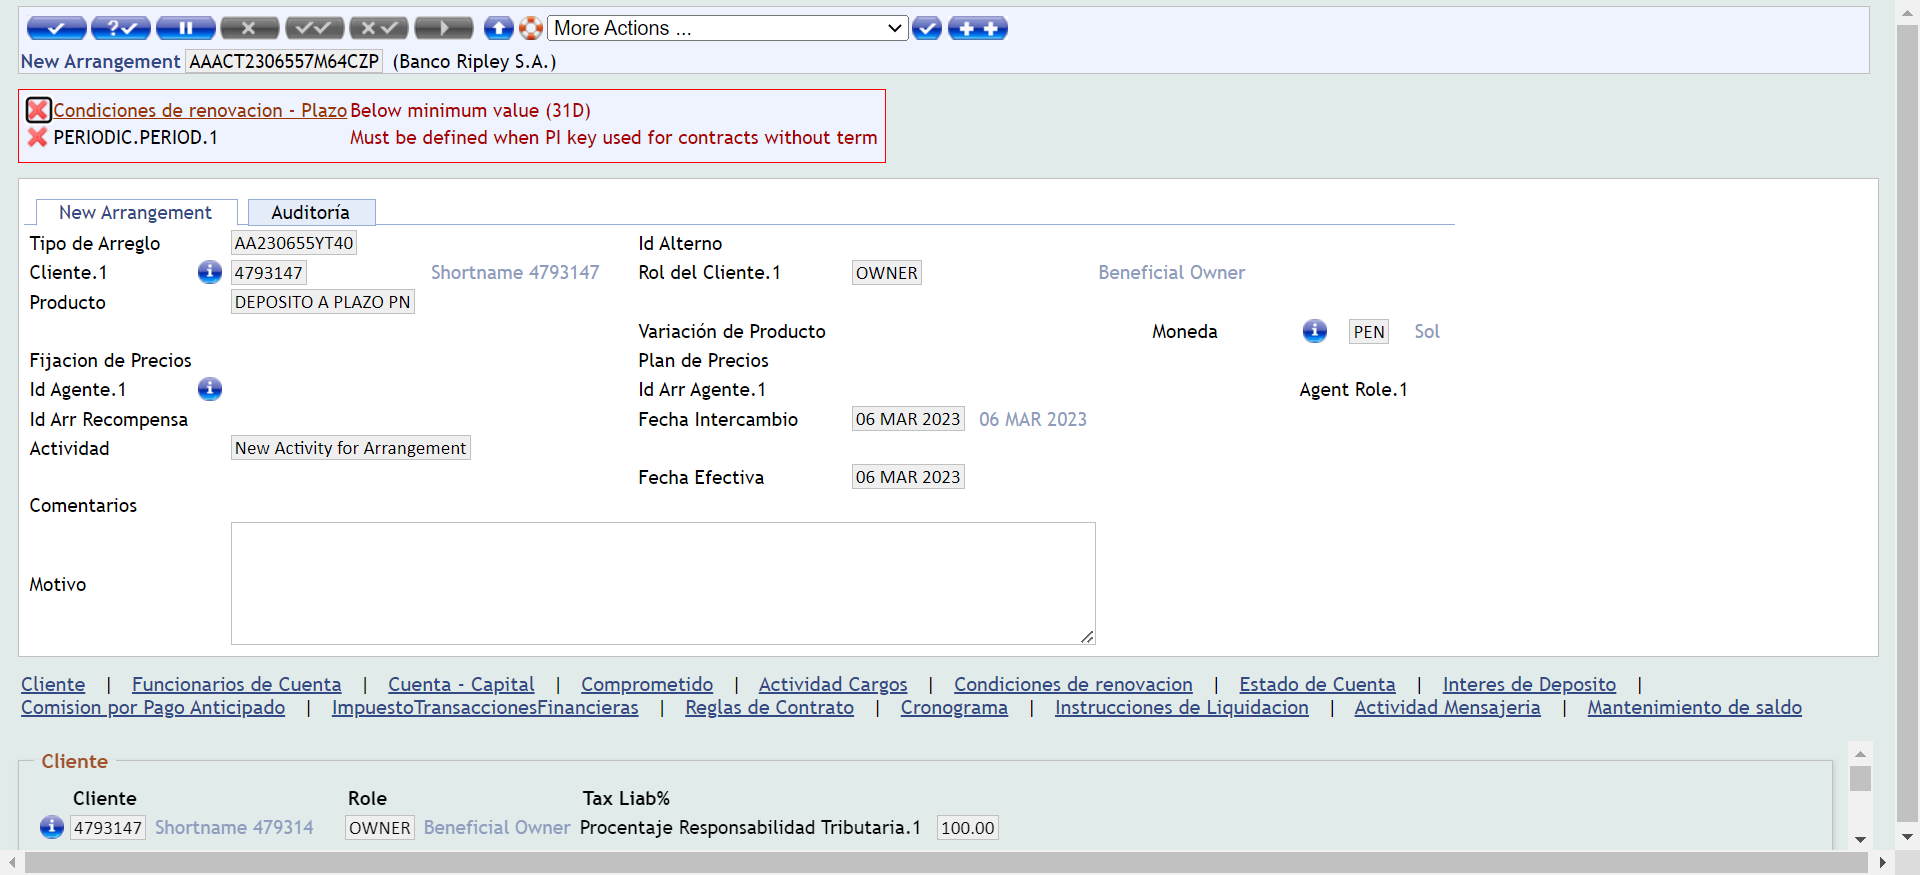 More Actions ...
New Arrangement AAACT2306557M64CZP (Banco Ripley S.A.)
Condiciones de renovacion - Plazo Below minimum value (31D)
PERIODIC.PERIOD.1 Must be defined when PI key used for contracts without term
New Arrangement Auditoría
Tipo de Arreglo AA230655YT40 Id Alterno
Cliente.1 4793147 Shortname 4793147 Rol del Cliente.1 OWNER Beneficial Owner
Producto DEPOSITO A PLAZO PN
Variación de Producto Moneda PEN Sol
Fijacion de Precios Plan de Precios
Id Agente.1 Id Arr Agente.1 Agent Role.1
Id Arr Recompensa Fecha Intercambio 06 MAR 2023 06 MAR 2023
Actividad New Activity for Arrangement
Fecha Efectiva 06 MAR 2023
Comentarios
Motivo
Cliente | Funcionarios de Cuenta | Cuenta - Capital | Comprometido | Actividad Cargos | Condiciones de renovacion | Estado de Cuenta | Interes de Deposito |
Comision por Pago Anticipado | ImpuestoTransaccionesFinancieras | Reglas de Contrato | Cronograma | Instrucciones de Liquidacion | Actividad Mensajeria | Mantenimiento de saldo
Cliente
Cliente Role Tax Liab%
4793147 Shortname 479314 OWNER Beneficial Owner Procentaje Responsabilidad Tributaria.1 100.00